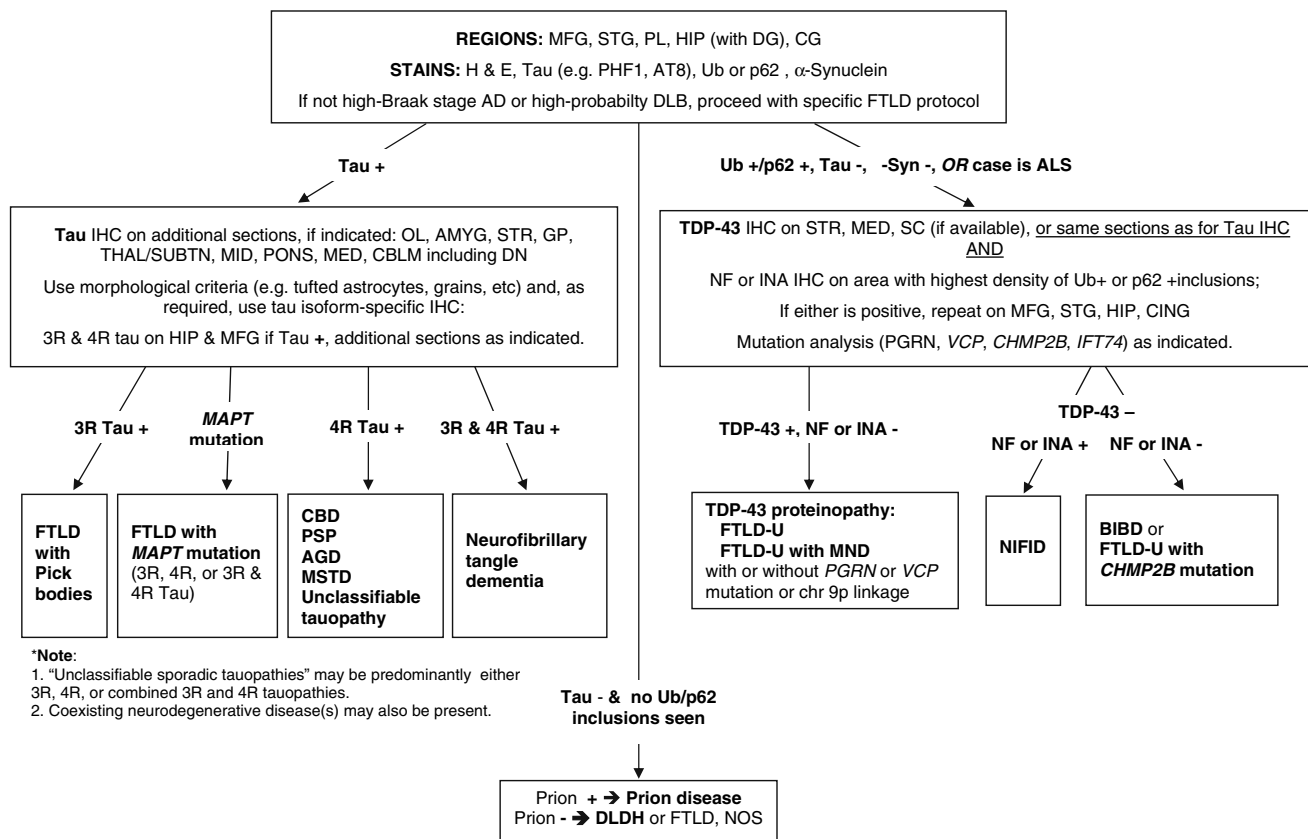 REGIONS: MFG, STG, PL, HIP (with DG), CG
STAINS: H & E, Tau (e.g. PHF1, AT8), Ub or p62 , α-Synuclein
If not high-Braak stage AD or high-probabilty DLB, proceed with specific FTLD protocol
Tau +
Ub +/p62 +, Tau -, -Syn -, OR case is ALS
Tau IHC on additional sections, if indicated: OL, AMYG, STR, GP,
THAL/SUBTN, MID, PONS, MED, CBLM including DN
Use morphological criteria (e.g. tufted astrocytes, grains, etc) and, as
required, use tau isoform-specific IHC:
3R & 4R tau on HIP & MFG if Tau +, additional sections as indicated.
TDP-43 IHC on STR, MED, SC (if available), or same sections as for Tau IHC
AND
NF or INA IHC on area with highest density of Ub+ or p62 +inclusions;
If either is positive, repeat on MFG, STG, HIP, CING
Mutation analysis (PGRN, VCP, CHMP2B, IFT74) as indicated.
3R Tau +
MAPT
mutation
4R Tau +
3R & 4R Tau +
TDP-43 +, NF or INA -
TDP-43 –
NF or INA +
NF or INA -
FTLD
with
Pick
bodies
FTLD with
MAPT mutation
(3R, 4R, or 3R &
4R Tau)
CBD
PSP
AGD
MSTD
Unclassifiable
tauopathy
Neurofibrillary
tangle
dementia
TDP-43 proteinopathy:
FTLD-U
FTLD-U with MND
with or without PGRN or VCP
mutation or chr 9p linkage
NIFID
BIBD or
FTLD-U with
CHMP2B mutation
*Note:
1. “Unclassifiable sporadic tauopathies” may be predominantly either
3R, 4R, or combined 3R and 4R tauopathies.
2. Coexisting neurodegenerative disease(s) may also be present.
Tau - & no Ub/p62
inclusions seen
Prion + ➔ Prion disease
Prion - ➔ DLDH or FTLD, NOS